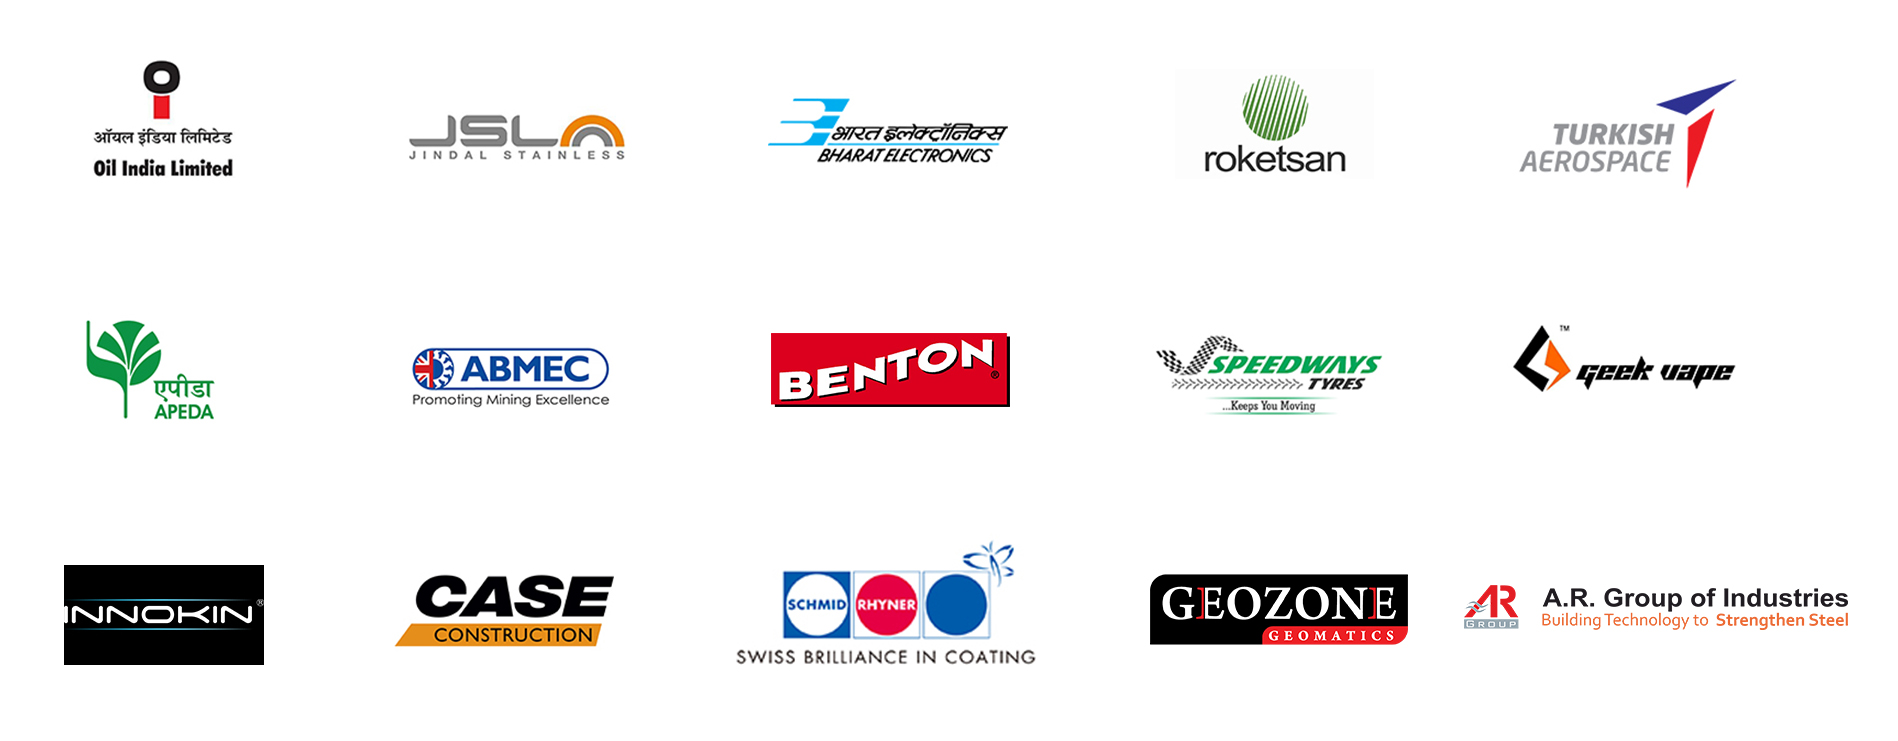 ऑयल इंडिया लिमिटेड
Oil India Limited
JSL
JINDAL STAINLESS
भारत इलेक्ट्रॉनिक्स
BHARAT ELECTRONICS
roketsan
TURKISH
AEROSPACE
एपीडा
APEDA
ABMEC
Promoting Mining Excellence
BENTON®
SPEEDWAYS
TYRES
...Keeps You Moving
TM
geek vape
INNOKIN®
CASE
CONSTRUCTION
SCHMID RHYNER
SWISS BRILLIANCE IN COATING
GEOZONE
GEOMATICS
AR
GROUP
A.R. Group of Industries
Building Technology to Strengthen Steel